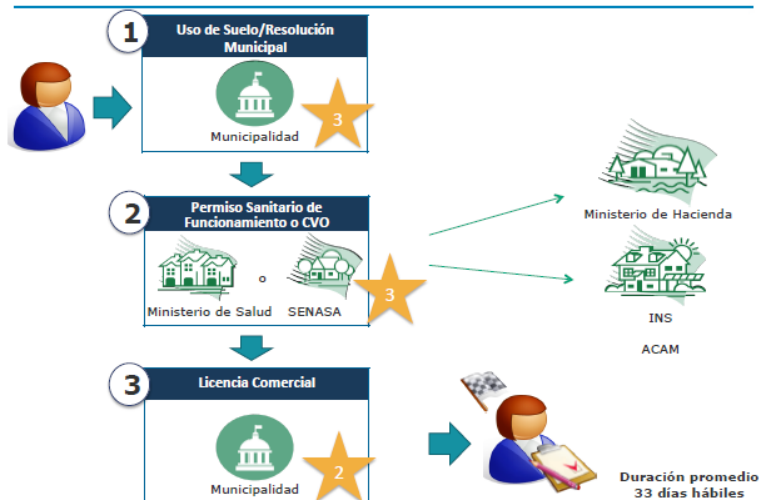 1
Uso de Suelo/Resolución
Municipal
3
Municipalidad
2
Permiso Sanitario de
Funcionamiento o CVO
o
Ministerio de Salud
SENASA
3
Ministerio de Hacienda
INS
ACAM
3
Licencia Comercial
2
Municipalidad
Duración promedio
33 días hábiles